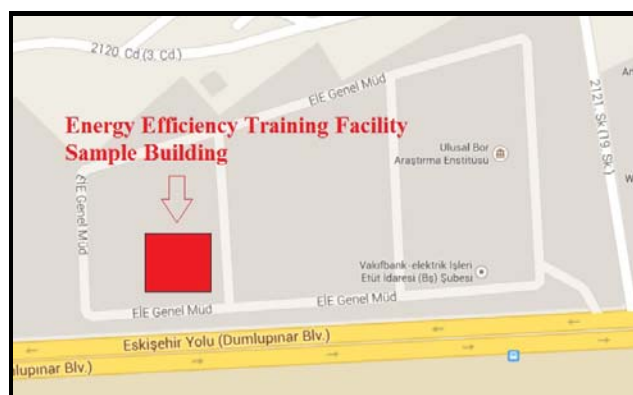 2120. Cd.(3. Cd.)
EİE Genel Müd
Energy Efficiency Training Facility
Sample Building
Ulusal Bor
Araştırma Enstitüsü
2121. Sk (19. Sk.)
EİE Genel Müd
Vakıfbank-elektrik İşleri
Etüt İdaresi (Bş) Şubesi
EİE Genel Müd
EİE Genel Müd
Eskişehir Yolu (Dumlupınar Blv.)
lupınar Blv.)